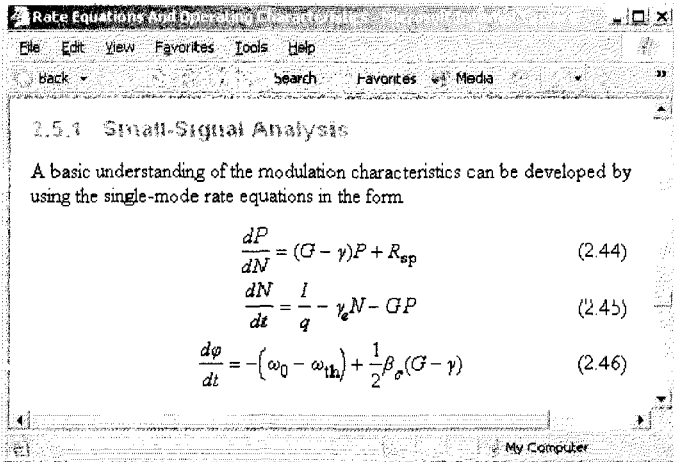 Rate Equations And Operating Characteristics - Microsoft
File Edit View Favorites Tools Help
Back Search Favorites Media »
2.5.1 Small-Signal Analysis
A basic understanding of the modulation characteristics can be developed by
using the single-mode rate equations in the form
dP/dN = (G − γ)P + R_sp (2.44)
dN/dt = I/q − γ_e N − GP (2.45)
dφ/dt = −(ω_0 − ω_th) + 1/2 β_c (G − γ) (2.46)
My Computer